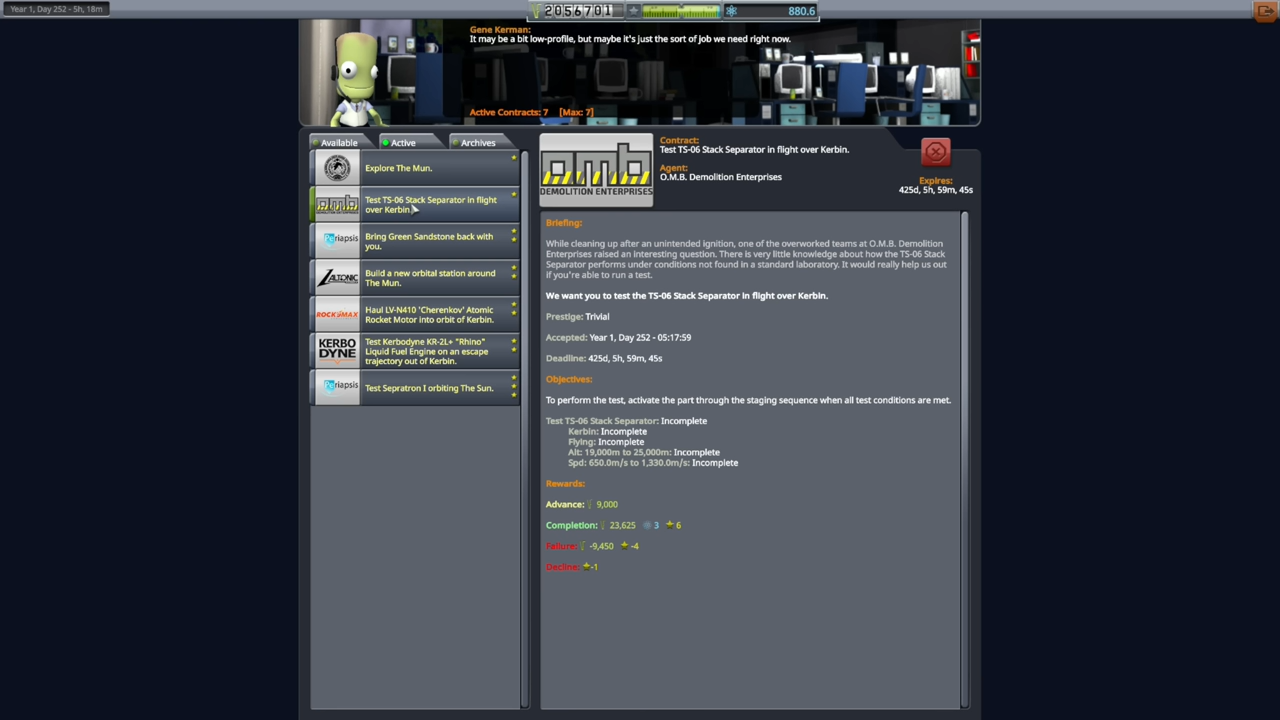 Year 1, Day 252 - 5h, 18m
2056701
880.6
Gene Kerman:
It may be a bit low-profile, but maybe it's just the sort of job we need right now.
Active Contracts: 7 [Max: 7]
Available
Active
Archives
Explore The Mun.
Test TS-06 Stack Separator in flight
over Kerbin.
Periapsis
Bring Green Sandstone back with
you.
Build a new orbital station around
The Mun.
ROCKOMAX
Haul LV-N410 'Cherenkov' Atomic
Rocket Motor into orbit of Kerbin.
KERBO
DYNE
Test Kerbodyne KR-2L+ "Rhino"
Liquid Fuel Engine on an escape
trajectory out of Kerbin.
Periapsis
Test Sepratron I orbiting The Sun.
omb
DEMOLITION ENTERPRISES
Contract:
Test TS-06 Stack Separator in flight over Kerbin.
Agent:
O.M.B. Demolition Enterprises
Expires:
425d, 5h, 59m, 45s
Briefing:
While cleaning up after an unintended ignition, one of the overworked teams at O.M.B. Demolition
Enterprises raised an interesting question. There is very little knowledge about how the TS-06 Stack
Separator performs under conditions not found in a standard laboratory. It would really help us out
if you're able to run a test.
We want you to test the TS-06 Stack Separator in flight over Kerbin.
Prestige: Trivial
Accepted: Year 1, Day 252 - 05:17:59
Deadline: 425d, 5h, 59m, 45s
Objectives:
To perform the test, activate the part through the staging sequence when all test conditions are met.
Test TS-06 Stack Separator: Incomplete
Kerbin: Incomplete
Flying: Incomplete
Alt: 19,000m to 25,000m: Incomplete
Spd: 650.0m/s to 1,330.0m/s: Incomplete
Rewards:
Advance: 9,000
Completion: 23,625 3 6
Failure: -9,450 -4
Decline: -1